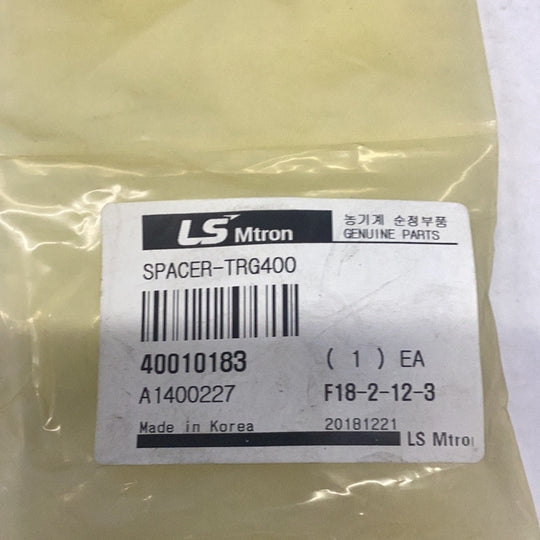 LS Mtron
농기계 순정부품
GENUINE PARTS
SPACER-TRG400
40010183 ( 1 ) EA
A1400227 F18-2-12-3
Made in Korea 20181221
LS Mtron